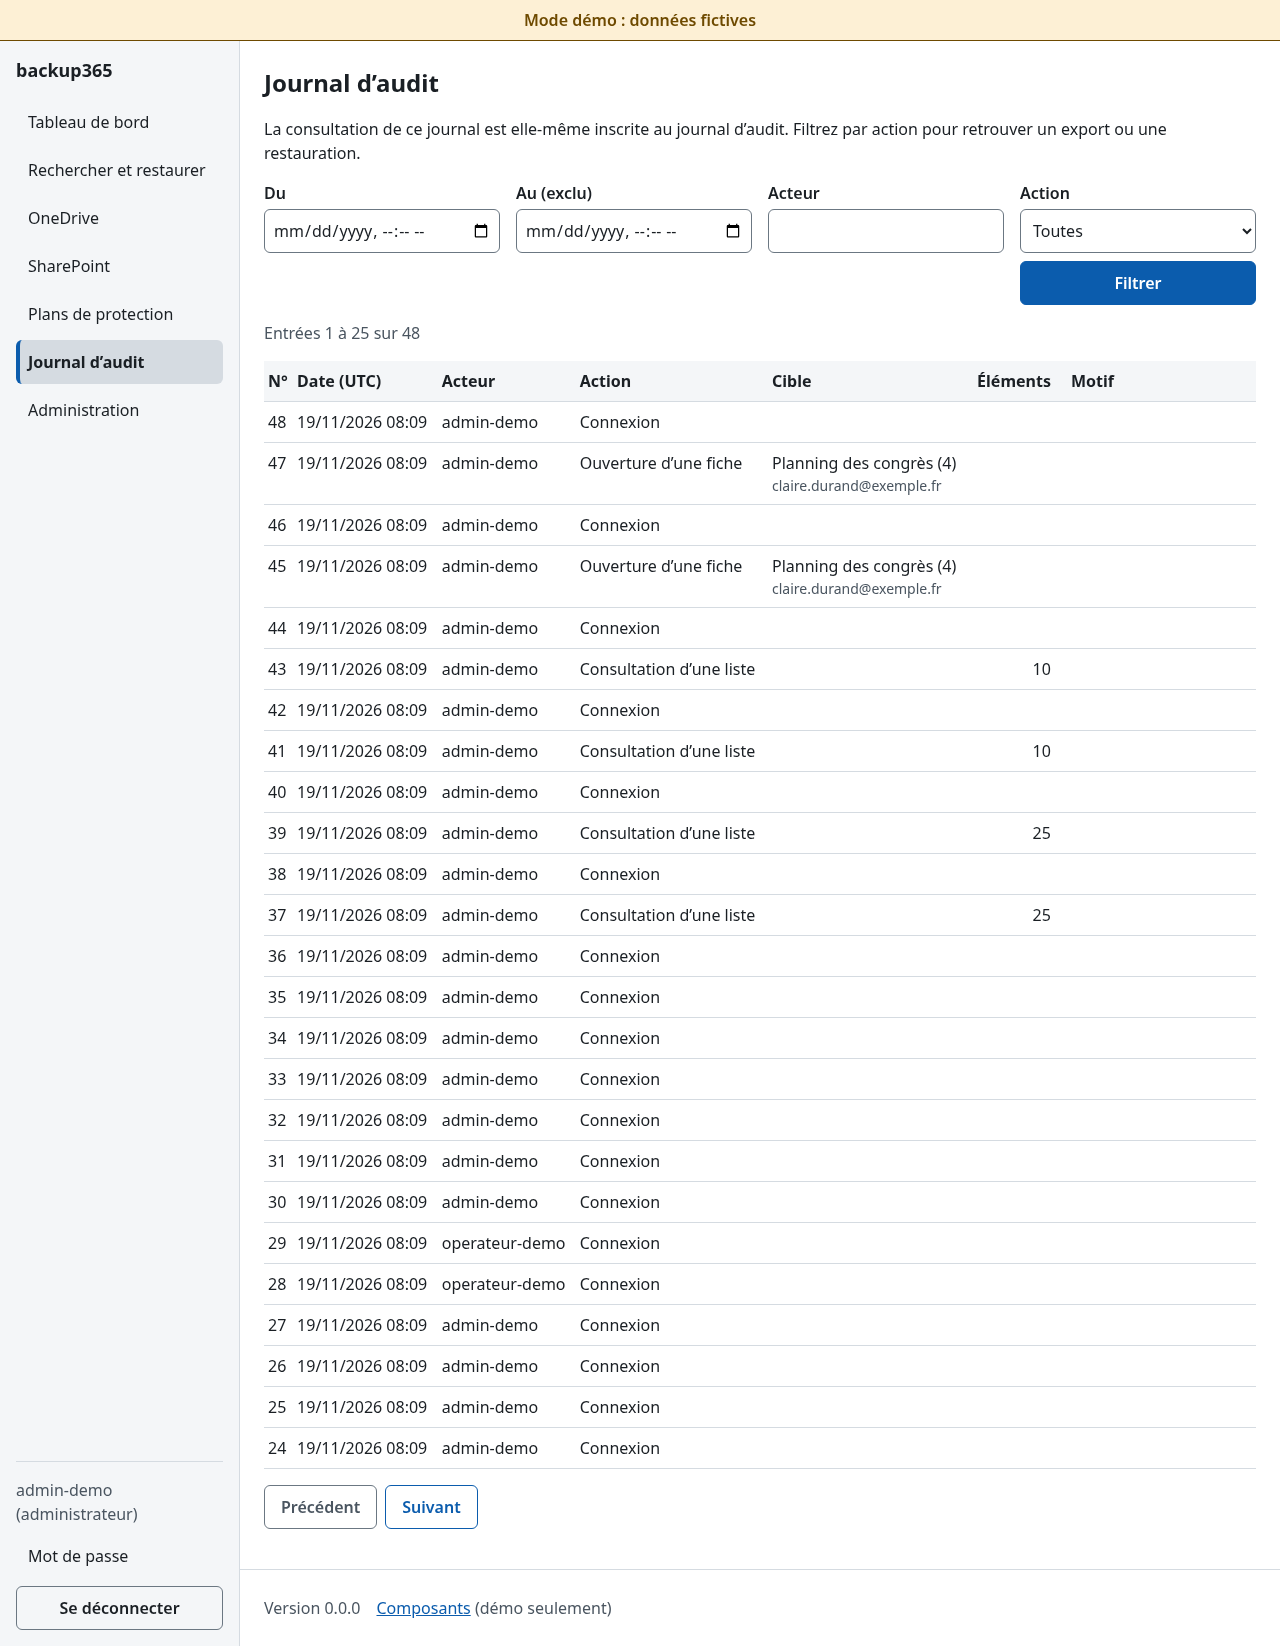 Mode démo : données fictives
backup365
Tableau de bord
Rechercher et restaurer
OneDrive
SharePoint
Plans de protection
Journal d’audit
Administration
admin-demo
(administrateur)
Mot de passe
Se déconnecter
Journal d’audit
La consultation de ce journal est elle-même inscrite au journal d’audit. Filtrez par action pour retrouver un export ou une
restauration.
Du Au (exclu) Acteur Action
mm/dd/yyyy, --:-- -- mm/dd/yyyy, --:-- -- Toutes
Filtrer
Entrées 1 à 25 sur 48
N° Date (UTC) Acteur Action Cible Éléments Motif
48 19/11/2026 08:09 admin-demo Connexion
47 19/11/2026 08:09 admin-demo Ouverture d’une fiche Planning des congrès (4)
claire.durand@exemple.fr
46 19/11/2026 08:09 admin-demo Connexion
45 19/11/2026 08:09 admin-demo Ouverture d’une fiche Planning des congrès (4)
claire.durand@exemple.fr
44 19/11/2026 08:09 admin-demo Connexion
43 19/11/2026 08:09 admin-demo Consultation d’une liste 10
42 19/11/2026 08:09 admin-demo Connexion
41 19/11/2026 08:09 admin-demo Consultation d’une liste 10
40 19/11/2026 08:09 admin-demo Connexion
39 19/11/2026 08:09 admin-demo Consultation d’une liste 25
38 19/11/2026 08:09 admin-demo Connexion
37 19/11/2026 08:09 admin-demo Consultation d’une liste 25
36 19/11/2026 08:09 admin-demo Connexion
35 19/11/2026 08:09 admin-demo Connexion
34 19/11/2026 08:09 admin-demo Connexion
33 19/11/2026 08:09 admin-demo Connexion
32 19/11/2026 08:09 admin-demo Connexion
31 19/11/2026 08:09 admin-demo Connexion
30 19/11/2026 08:09 admin-demo Connexion
29 19/11/2026 08:09 operateur-demo Connexion
28 19/11/2026 08:09 operateur-demo Connexion
27 19/11/2026 08:09 admin-demo Connexion
26 19/11/2026 08:09 admin-demo Connexion
25 19/11/2026 08:09 admin-demo Connexion
24 19/11/2026 08:09 admin-demo Connexion
Précédent Suivant
Version 0.0.0 Composants (démo seulement)